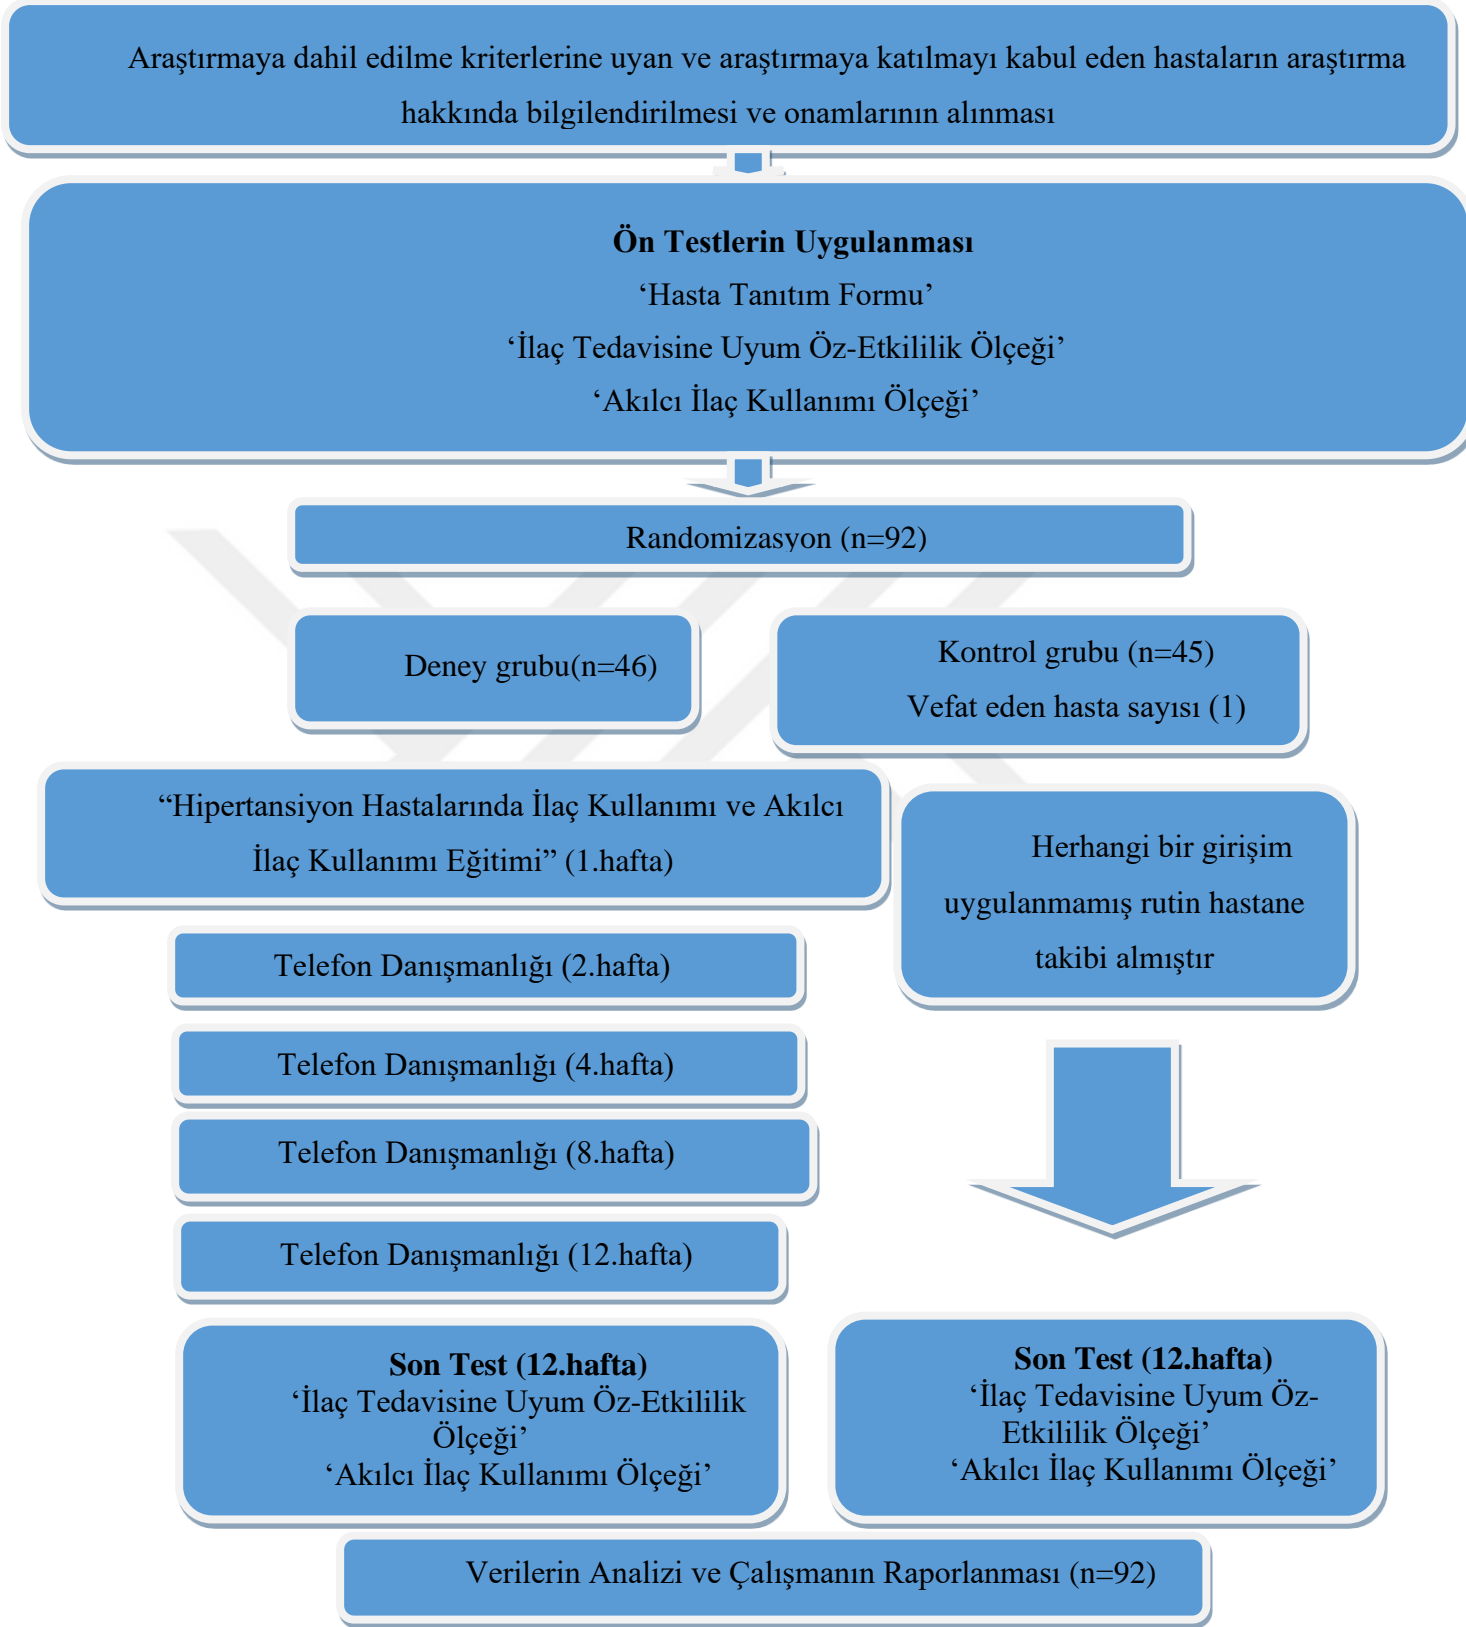 Araştırmaya dahil edilme kriterlerine uyan ve araştırmaya katılmayı kabul eden hastaların araştırma
hakkında bilgilendirilmesi ve onamlarının alınması
Ön Testlerin Uygulanması
‘Hasta Tanıtım Formu’
‘İlaç Tedavisine Uyum Öz-Etkililik Ölçeği’
‘Akılcı İlaç Kullanımı Ölçeği’
Randomizasyon (n=92)
Deney grubu(n=46)
Kontrol grubu (n=45)
Vefat eden hasta sayısı (1)
“Hipertansiyon Hastalarında İlaç Kullanımı ve Akılcı
İlaç Kullanımı Eğitimi” (1.hafta)
Herhangi bir girişim
uygulanmamış rutin hastane
takibi almıştır
Telefon Danışmanlığı (2.hafta)
Telefon Danışmanlığı (4.hafta)
Telefon Danışmanlığı (8.hafta)
Telefon Danışmanlığı (12.hafta)
Son Test (12.hafta)
‘İlaç Tedavisine Uyum Öz-Etkililik
Ölçeği’
‘Akılcı İlaç Kullanımı Ölçeği’
Son Test (12.hafta)
‘İlaç Tedavisine Uyum Öz-
Etkililik Ölçeği’
‘Akılcı İlaç Kullanımı Ölçeği’
Verilerin Analizi ve Çalışmanın Raporlanması (n=92)